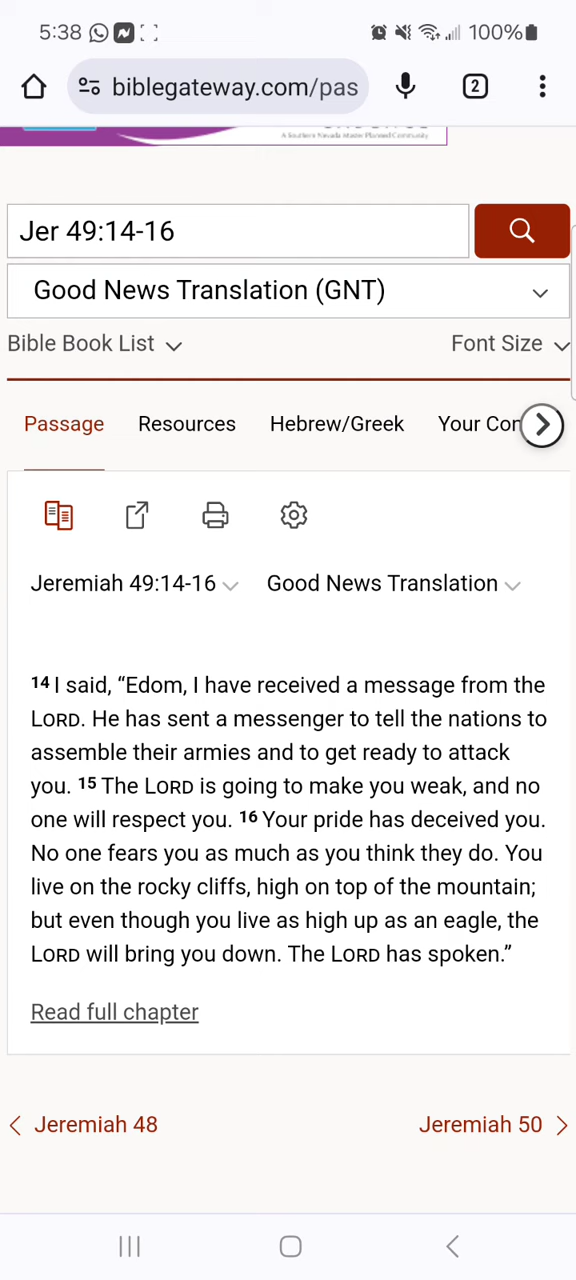 5:38 100%
biblegateway.com/pas 2
A Southern Nevada Master Planned Community
Jer 49:14-16
Good News Translation (GNT)
Bible Book List Font Size
Passage Resources Hebrew/Greek Your Con
Jeremiah 49:14-16 Good News Translation
14 I said, “Edom, I have received a message from the
LORD. He has sent a messenger to tell the nations to
assemble their armies and to get ready to attack
you. 15 The LORD is going to make you weak, and no
one will respect you. 16 Your pride has deceived you.
No one fears you as much as you think they do. You
live on the rocky cliffs, high on top of the mountain;
but even though you live as high up as an eagle, the
LORD will bring you down. The LORD has spoken.”
Read full chapter
Jeremiah 48 Jeremiah 50